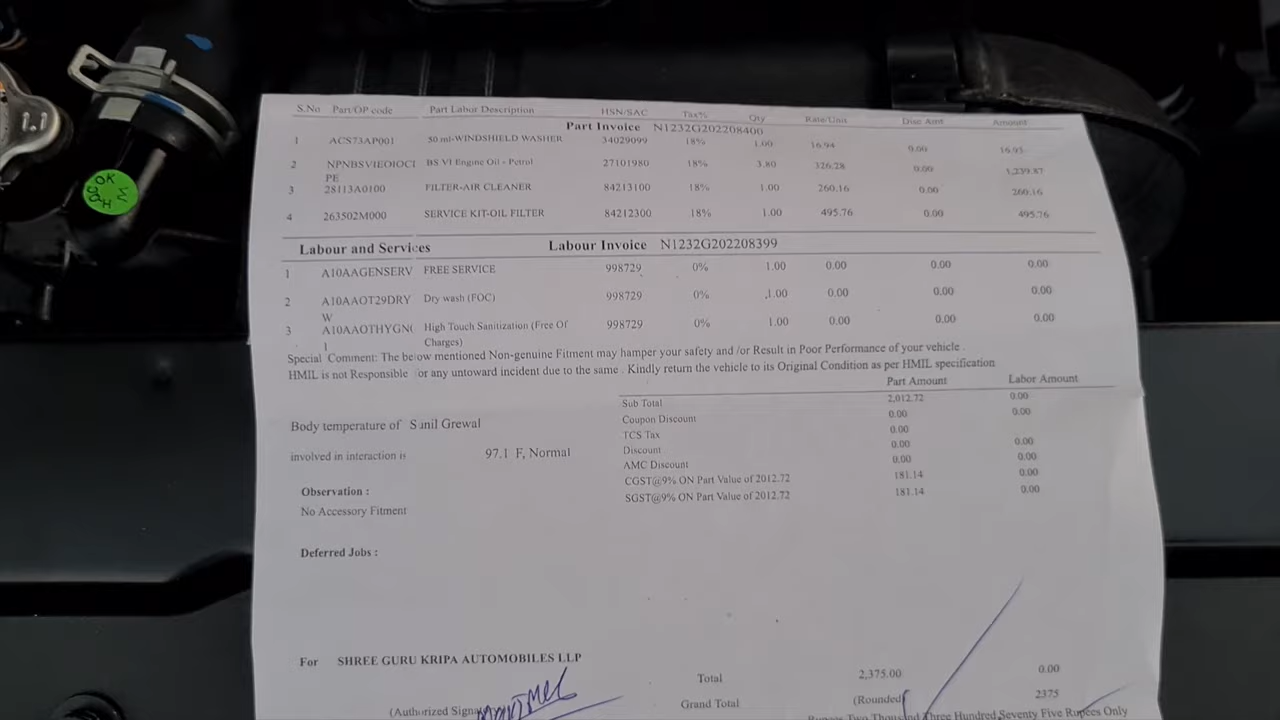 S.No Part/OP code Part Labor Description HSN/SAC Tax% Qty Rate/Unit Disc Amt Amount
Part Invoice N1232G202208400
1 ACS73AP001 50 ml-WINDSHIELD WASHER 34029099 18% 1.00 16.94 0.00 16.95
2 NPNBSVIEOIOCI BS VI Engine Oil - Petrol 27101980 18% 3.80 326.28 0.00 1,239.87
PE
3 28113A0100 FILTER-AIR CLEANER 84213100 18% 1.00 260.16 0.00 260.16
4 263502M000 SERVICE KIT-OIL FILTER 84212300 18% 1.00 495.76 0.00 495.76
Labour and Services Labour Invoice N1232G202208399
1 A10AAGENSERV FREE SERVICE 998729 0% 1.00 0.00 0.00 0.00
2 A10AAOT29DRY Dry wash (FOC) 998729 0% 1.00 0.00 0.00 0.00
W
3 A10AAOTHYGN( High Touch Sanitization (Free Of 998729 0% 1.00 0.00 0.00 0.00
1 Charges)
Special Comment: The below mentioned Non-genuine Fitment may hamper your safety and /or Result in Poor Performance of your vehicle .
HMIL is not Responsible or any untoward incident due to the same . Kindly return the vehicle to its Original Condition as per HMIL specification
Part Amount Labor Amount
Sub Total 2,012.72 0.00
Coupon Discount 0.00 0.00
TCS Tax 0.00
Discount 0.00 0.00
AMC Discount 0.00 0.00
CGST@9% ON Part Value of 2012.72 181.14 0.00
SGST@9% ON Part Value of 2012.72 181.14 0.00
Body temperature of Sunil Grewal
involved in interaction is 97.1 F, Normal
Observation :
No Accessory Fitment
Deferred Jobs :
For SHREE GURU KRIPA AUTOMOBILES LLP
Total 2,375.00 0.00
Grand Total (Rounded 2375
(Authorized Signa
Rupees Two Thousand Three Hundred Seventy Five Rupees Only
OK